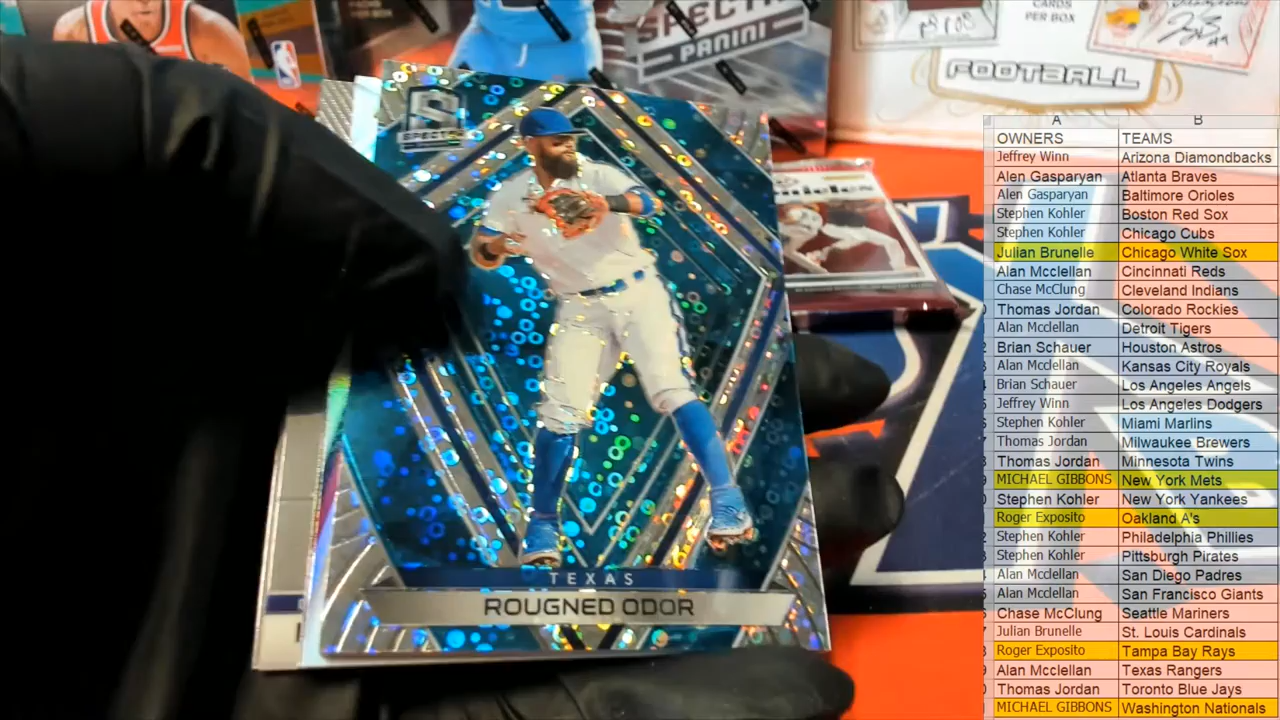 SPECTRA
PANINI
CARDS
PER BOX
FOOTBALL
NBA
TEXAS
ROUGNED ODOR
A B
OWNERS TEAMS
Jeffrey Winn Arizona Diamondbacks
Alen Gasparyan Atlanta Braves
Alen Gasparyan Baltimore Orioles
Stephen Kohler Boston Red Sox
Stephen Kohler Chicago Cubs
Julian Brunelle Chicago White Sox
Alan Mcclellan Cincinnati Reds
Chase McClung Cleveland Indians
Thomas Jordan Colorado Rockies
Alan Mcclellan Detroit Tigers
Brian Schauer Houston Astros
Alan Mcclellan Kansas City Royals
Brian Schauer Los Angeles Angels
Jeffrey Winn Los Angeles Dodgers
Stephen Kohler Miami Marlins
Thomas Jordan Milwaukee Brewers
Thomas Jordan Minnesota Twins
MICHAEL GIBBONS New York Mets
Stephen Kohler New York Yankees
Roger Exposito Oakland A's
Stephen Kohler Philadelphia Phillies
Stephen Kohler Pittsburgh Pirates
Alan Mcclellan San Diego Padres
Alan Mcclellan San Francisco Giants
Chase McClung Seattle Mariners
Julian Brunelle St. Louis Cardinals
Roger Exposito Tampa Bay Rays
Alan Mcclellan Texas Rangers
Thomas Jordan Toronto Blue Jays
MICHAEL GIBBONS Washington Nationals